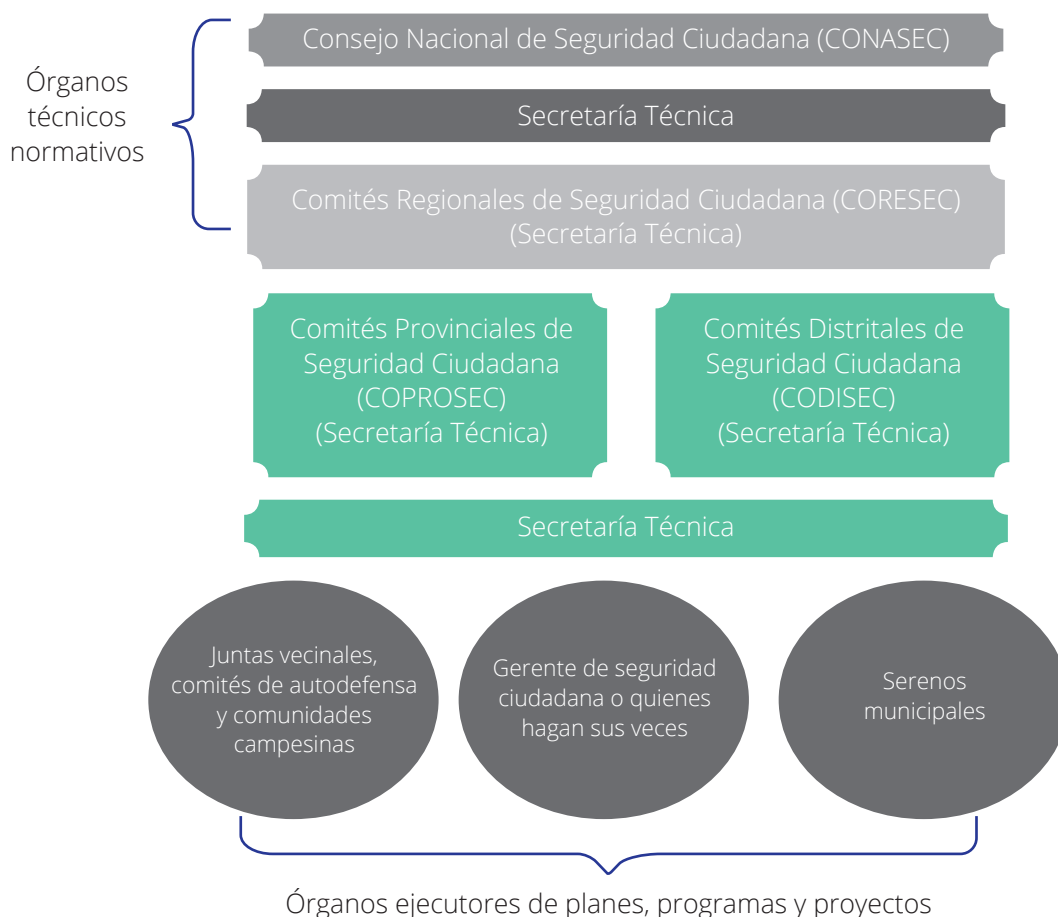 Consejo Nacional de Seguridad Ciudadana (CONASEC)
Órganos
técnicos
normativos
Secretaría Técnica
Comités Regionales de Seguridad Ciudadana (CORESEC)
(Secretaría Técnica)
Comités Provinciales de
Seguridad Ciudadana
(COPROSEC)
(Secretaría Técnica)
Comités Distritales de
Seguridad Ciudadana
(CODISEC)
(Secretaría Técnica)
Secretaría Técnica
Juntas vecinales,
comités de autodefensa
y comunidades
campesinas
Gerente de seguridad
ciudadana o quienes
hagan sus veces
Serenos
municipales
Órganos ejecutores de planes, programas y proyectos